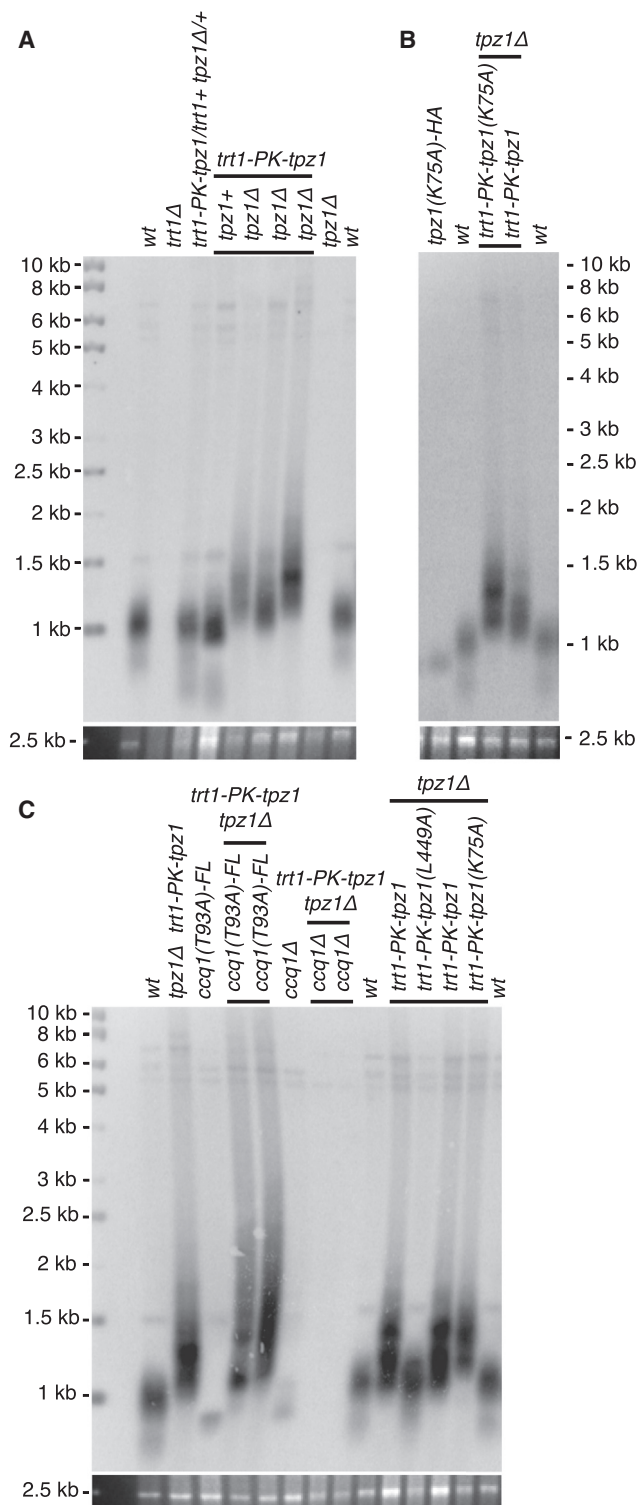 A
wt
trt1Δ
trt1-PK-tpz1/trt1+ tpz1Δ/+
trt1-PK-tpz1
tpz1+
tpz1Δ
tpz1Δ
tpz1Δ
tpz1Δ
wt
10 kb
8 kb
6 kb
5 kb
4 kb
3 kb
2.5 kb
2 kb
1.5 kb
1 kb
2.5 kb
B
tpz1Δ
tpz1(K75A)-HA
wt
trt1-PK-tpz1(K75A)
trt1-PK-tpz1
wt
10 kb
8 kb
6 kb
5 kb
4 kb
3 kb
2.5 kb
2 kb
1.5 kb
1 kb
2.5 kb
C
trt1-PK-tpz1
tpz1Δ
trt1-PK-tpz1
tpz1Δ
tpz1Δ
wt
tpz1Δ trt1-PK-tpz1
ccq1(T93A)-FL
ccq1(T93A)-FL
ccq1(T93A)-FL
ccq1Δ
ccq1Δ
ccq1Δ
wt
trt1-PK-tpz1
trt1-PK-tpz1(L449A)
trt1-PK-tpz1
trt1-PK-tpz1(K75A)
wt
10 kb
8 kb
6 kb
5 kb
4 kb
3 kb
2.5 kb
2 kb
1.5 kb
1 kb
2.5 kb